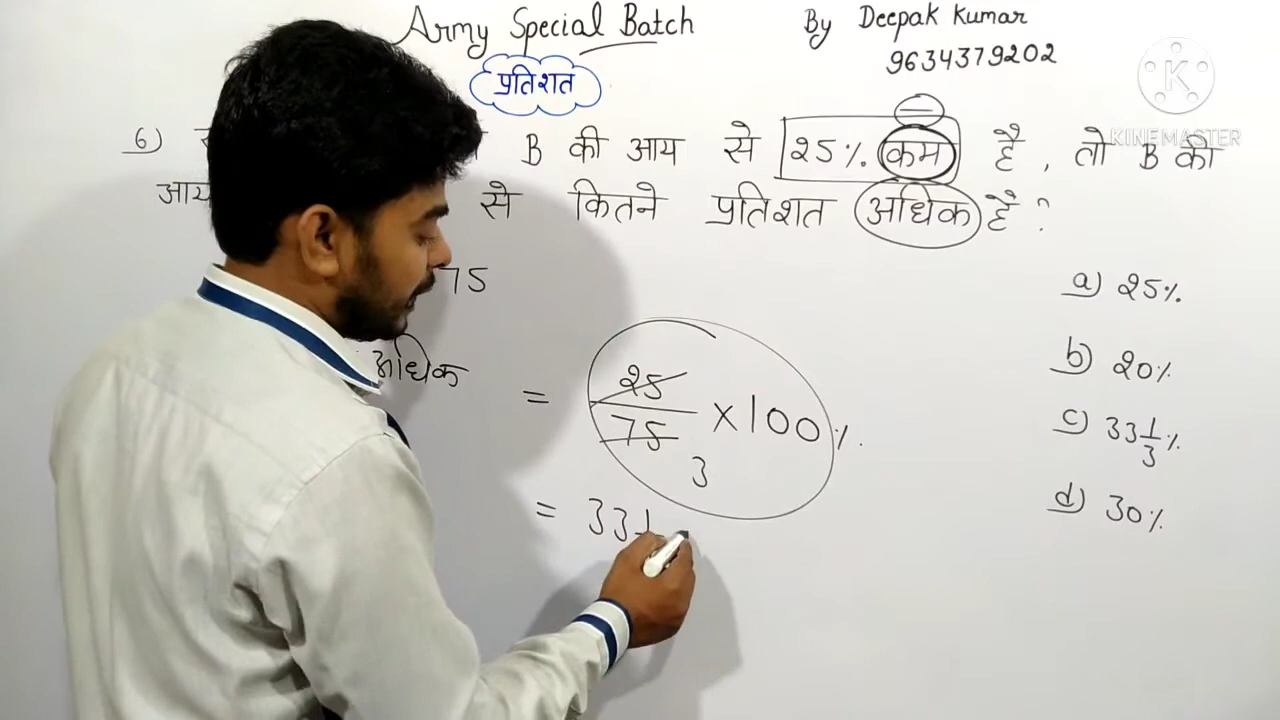 Army Special Batch
By Deepak Kumar
9634379202
प्रतिशत
K
KINEMASTER
6) B की आय से 25% कम है, तो B की
आय से कितने प्रतिशत अधिक है?
75
अधिक = 25/75 × 100%
3
= 33 1
a) 25%
b) 20%
c) 33 1/3 %
d) 30%